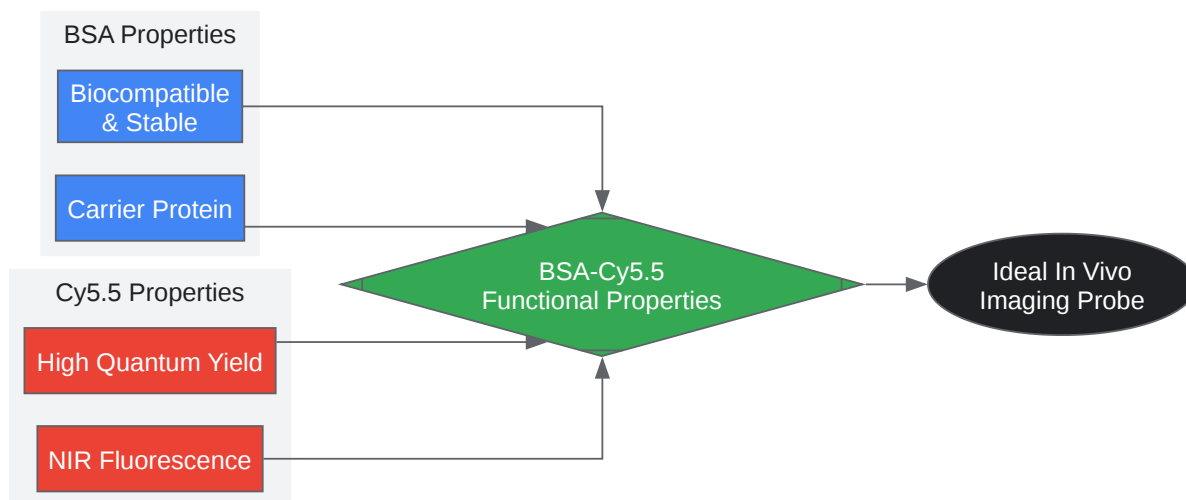 BSA Properties
Biocompatible
& Stable
Carrier Protein
Cy5.5 Properties
High Quantum Yield
NIR Fluorescence
BSA-Cy5.5
Functional Properties
Ideal In Vivo
Imaging Probe